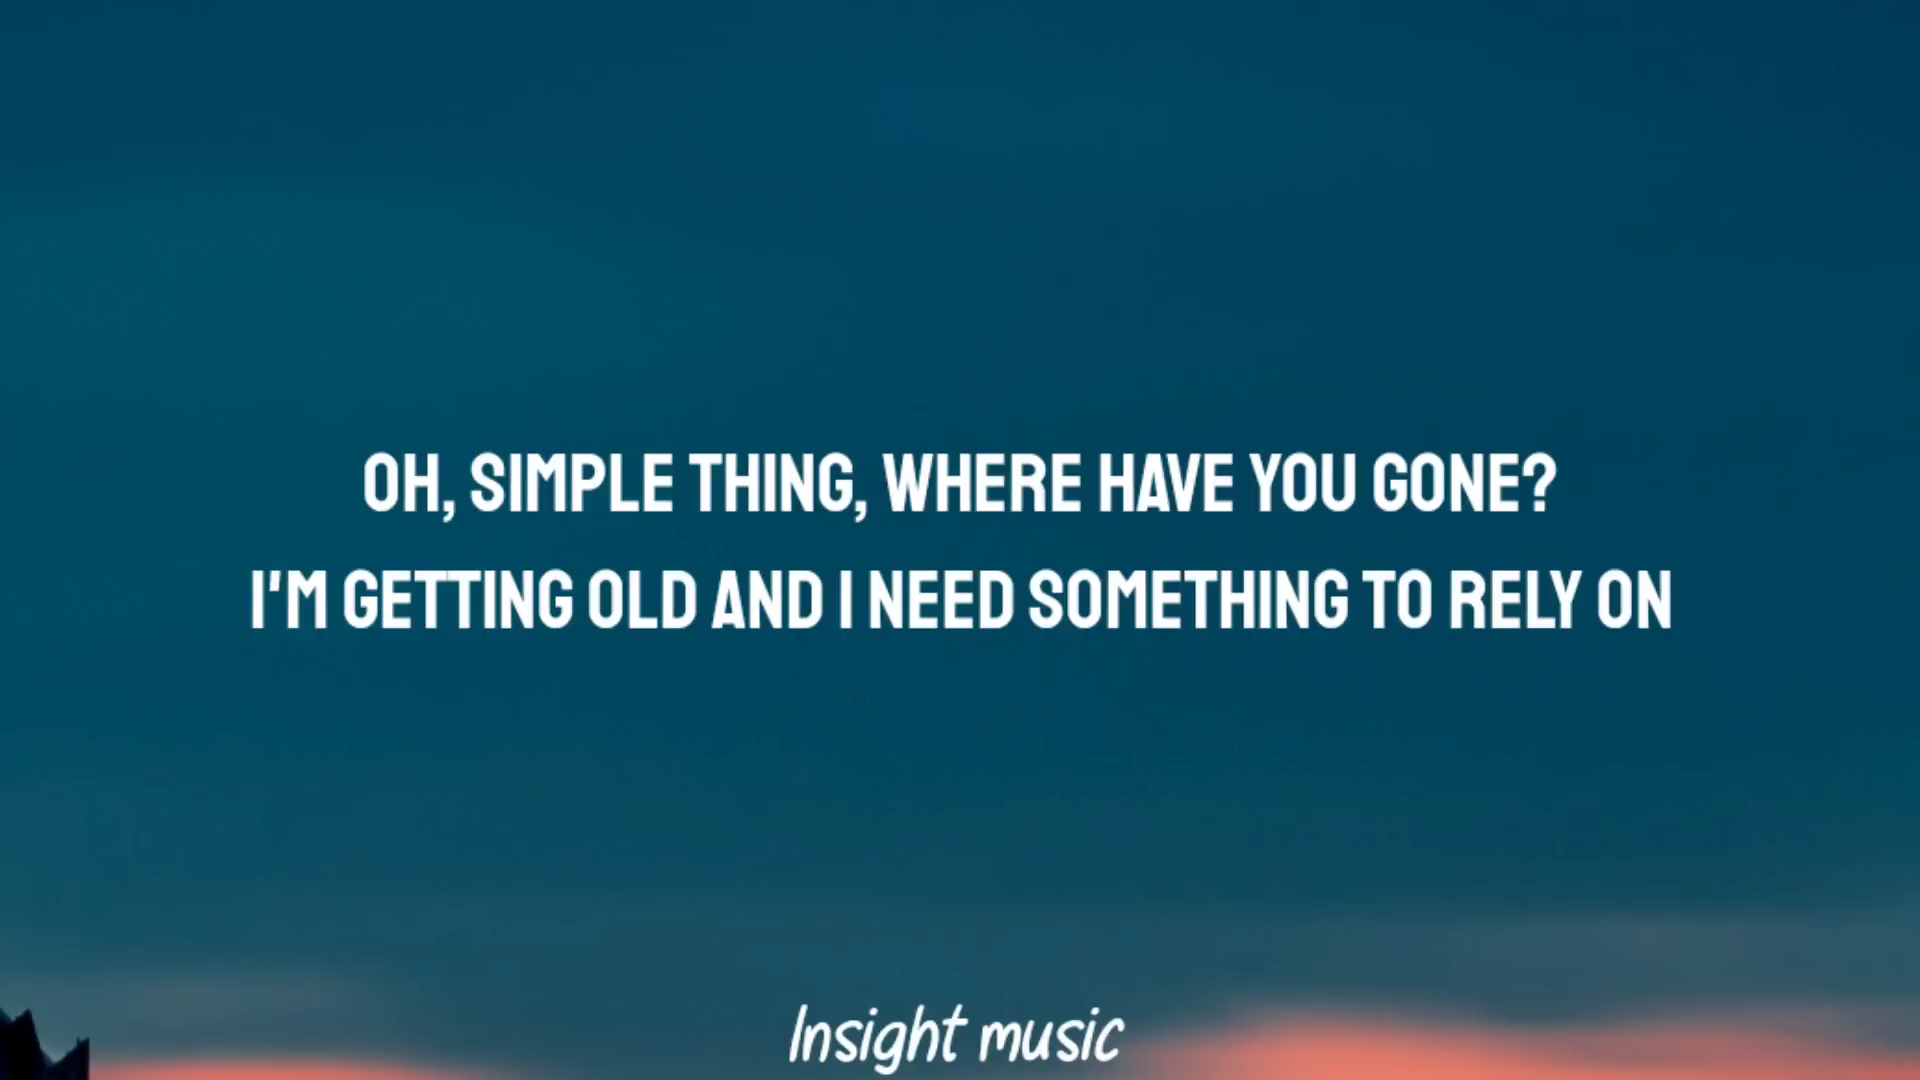 OH, SIMPLE THING, WHERE HAVE YOU GONE?
I'M GETTING OLD AND I NEED SOMETHING TO RELY ON
Insight music